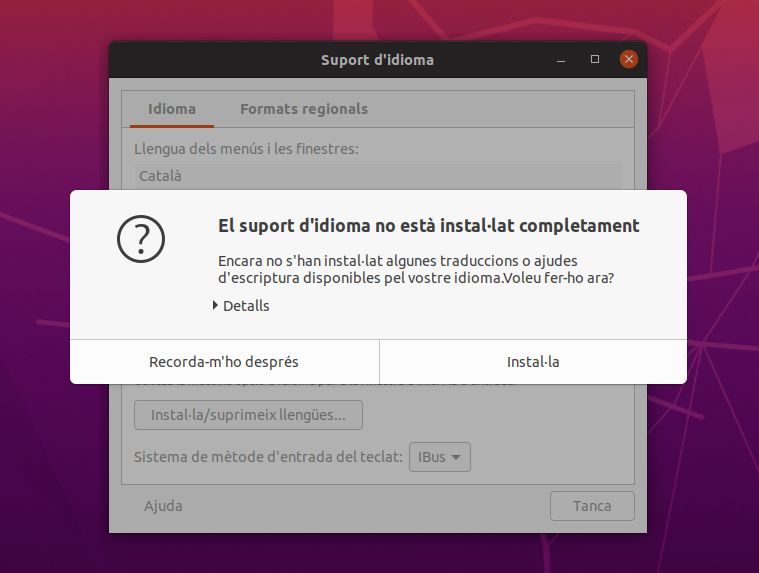 Suport d'idioma
Idioma
Formats regionals
Llengua dels menús i les finestres:
Català
?
El suport d'idioma no està instal·lat completament
Encara no s'han instal·lat algunes traduccions o ajudes
d'escriptura disponibles pel vostre idioma.Voleu fer-ho ara?
Detalls
Recorda-m'ho després
Instal·la
Instal·la/suprimeix llengües...
Sistema de mètode d'entrada del teclat:
IBus
Ajuda
Tanca